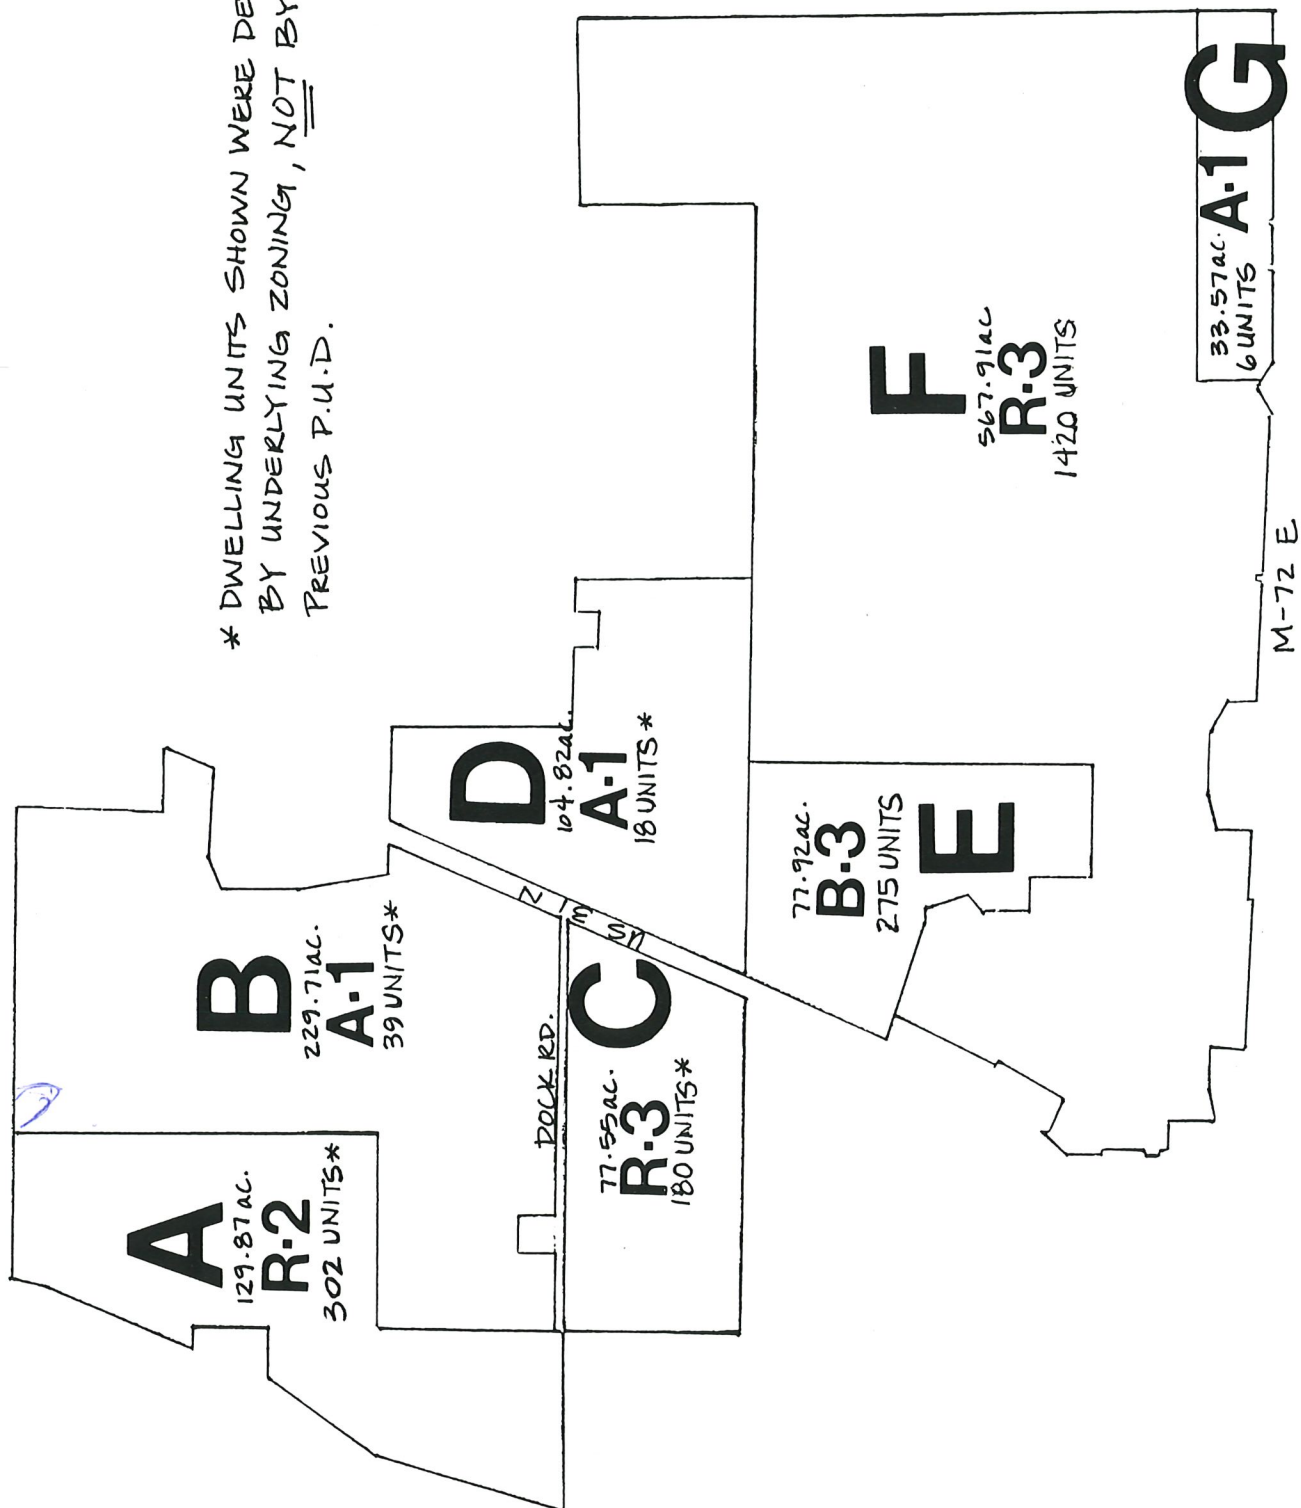 * DWELLING UNITS SHOWN WERE DE
BY UNDERLYING ZONING, NOT BY
PREVIOUS P.U.D.
A
129.87 ac.
R-2
302 UNITS*
B
229.71 ac.
A-1
39 UNITS*
DOCK RD.
C
77.55 ac.
R-3
180 UNITS*
D
104.82 ac.
A-1
18 UNITS*
77.92 ac.
B-3
275 UNITS
E
F
567.91 ac
R-3
1420 UNITS
G
33.57 ac.
A-1
6 UNITS
M-72 E